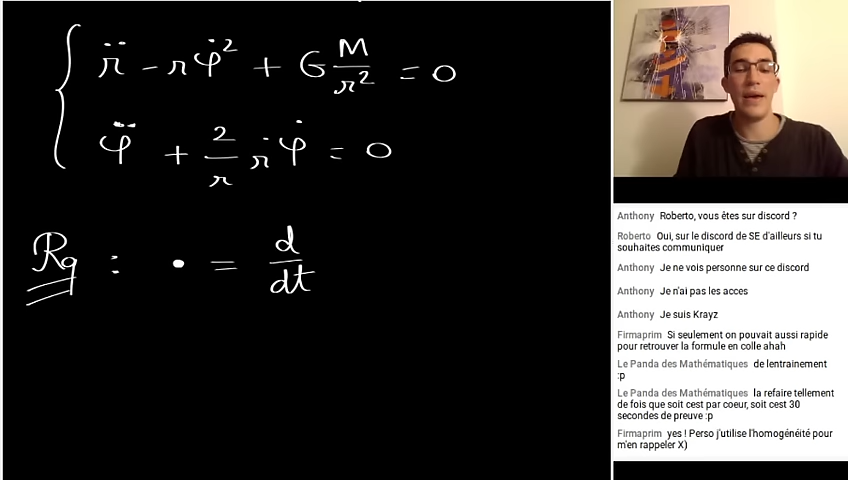 r̈ - rφ̇² + G M/r² = 0
φ̈ + 2/r ṙ φ̇ = 0
Rq : • = d/dt
Anthony Roberto, vous êtes sur discord ?
Roberto Oui, sur le discord de SE d'ailleurs si tu
souhaites communiquer
Anthony Je ne vois personne sur ce discord
Anthony Je n'ai pas les acces
Anthony Je suis Krayz
Firmaprim Si seulement on pouvait aussi rapide
pour retrouver la formule en colle ahah
Le Panda des Mathématiques de lentrainement
:p
Le Panda des Mathématiques la refaire tellement
de fois que soit cest par coeur, soit cest 30
secondes de preuve :p
Firmaprim yes ! Perso j'utilise l'homogénéité pour
m'en rappeler X)